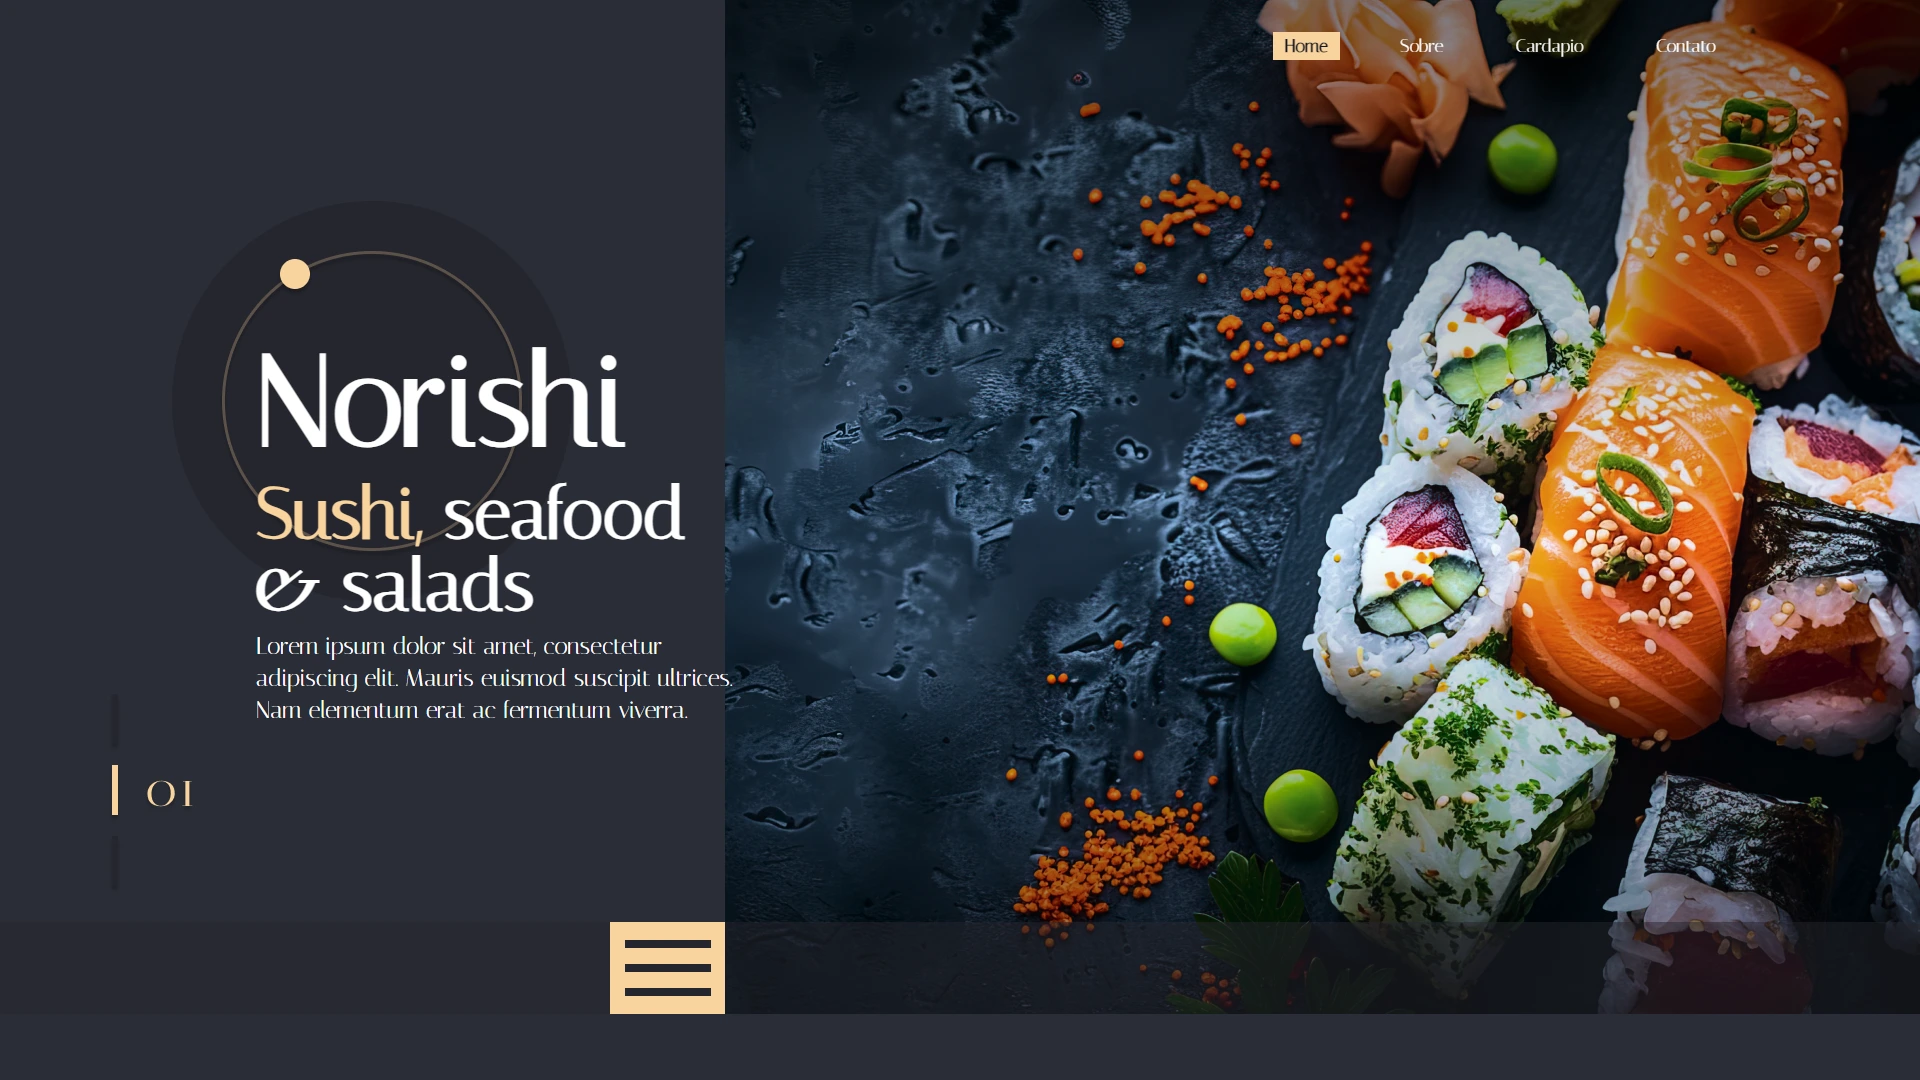 Home Sobre Cardapio Contato
Norishi
Sushi, seafood
& salads
Lorem ipsum dolor sit amet, consectetur
adipiscing elit. Mauris euismod suscipit ultrices.
Nam elementum erat ac fermentum viverra.
01